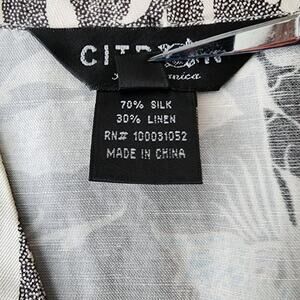 70% SILK
30% LINEN
RN# 100031052
MADE IN CHINA